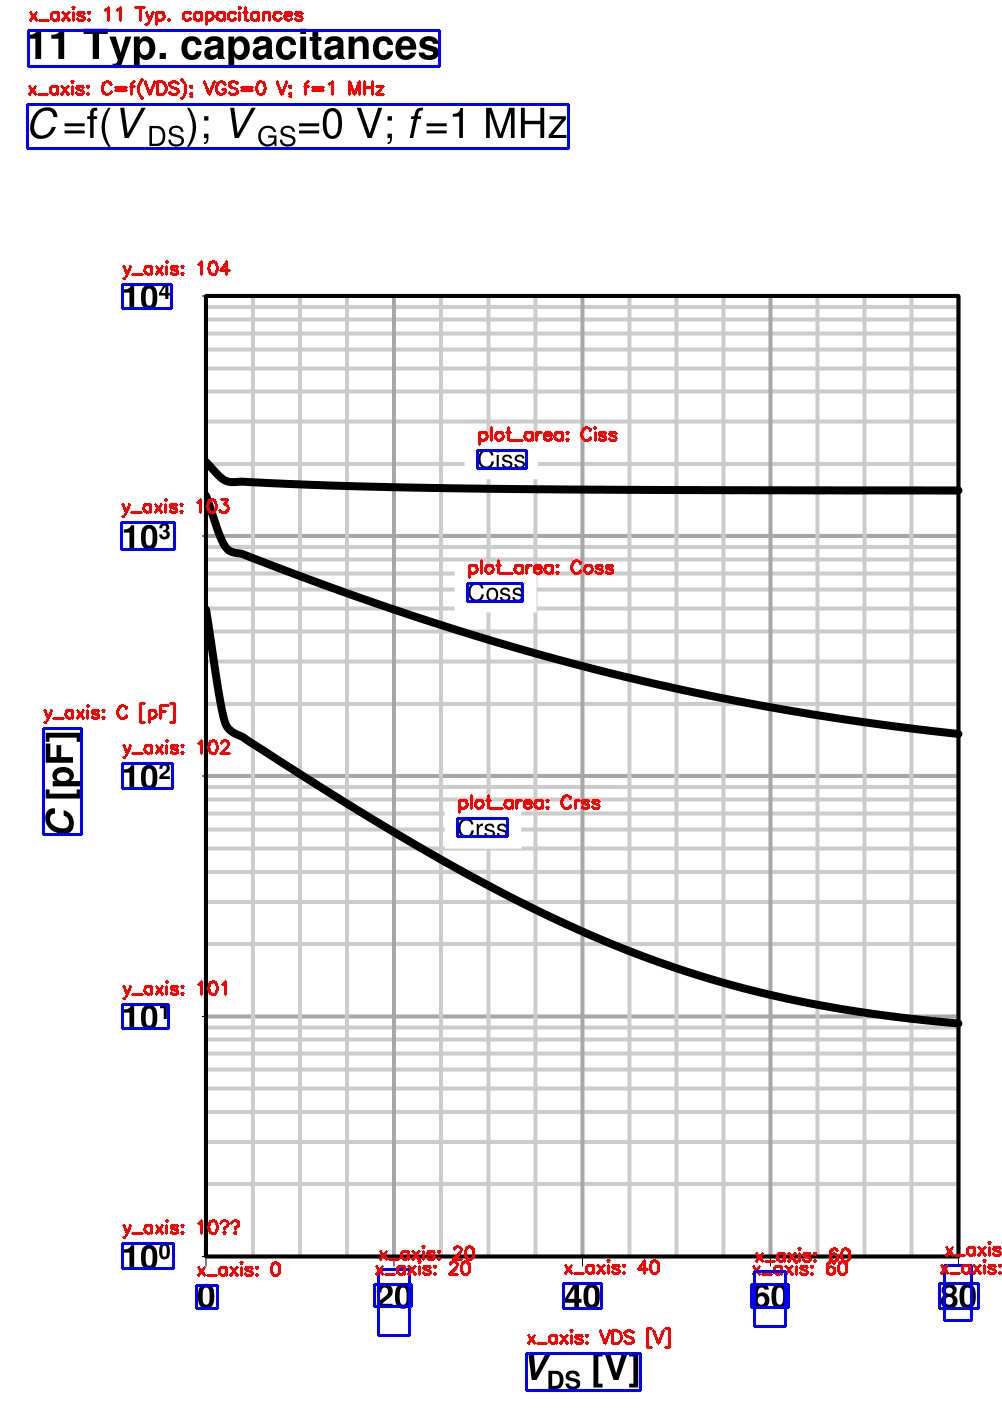 x_axis: 11 Typ. capacitances
11 Typ. capacitances
x_axis: C=f(VDS); VGS=0 V; f=1 MHz
C=f(VDS); VGS=0 V; f=1 MHz
y_axis: 104
10⁴
plot_area: Ciss
Ciss
y_axis: 103
10³
plot_area: Coss
Coss
y_axis: C [pF]
C [pF]
y_axis: 102
10²
plot_area: Crss
Crss
y_axis: 101
10¹
y_axis: 10??
10⁰
x_axis: 20 x_axis: 60 x_axis
x_axis: 0 x_axis: 20 x_axis: 40 x_axis: 60 x_axis:
0 20 40 60 80
x_axis: VDS [V]
VDS [V]